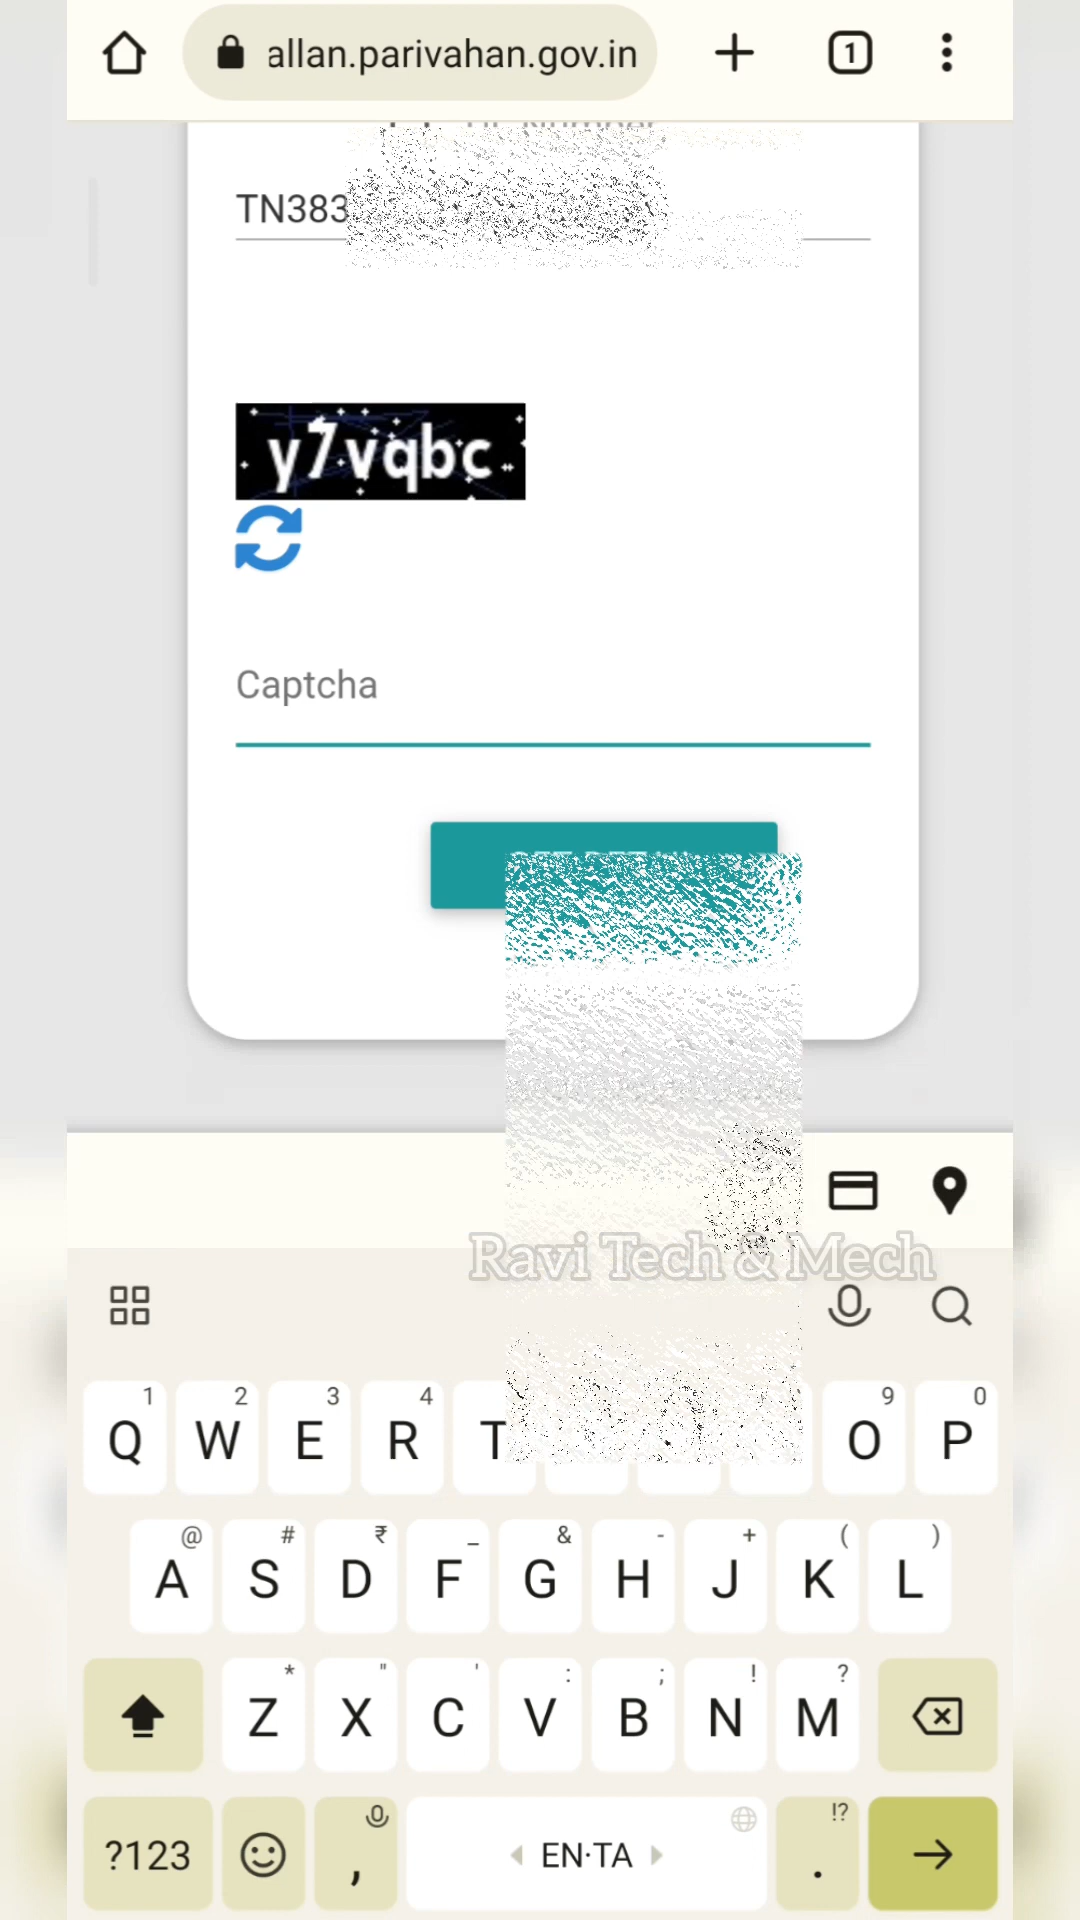 allan.parivahan.gov.in
1
TN383
y7vqbc
Captcha
Ravi Tech & Mech
1 2 3 4 9 0
Q W E R T O P
@ # ₹ _ & - + ( )
A S D F G H J K L
* " ' : ; ! ?
Z X C V B N M
!?
?123 , EN·TA .